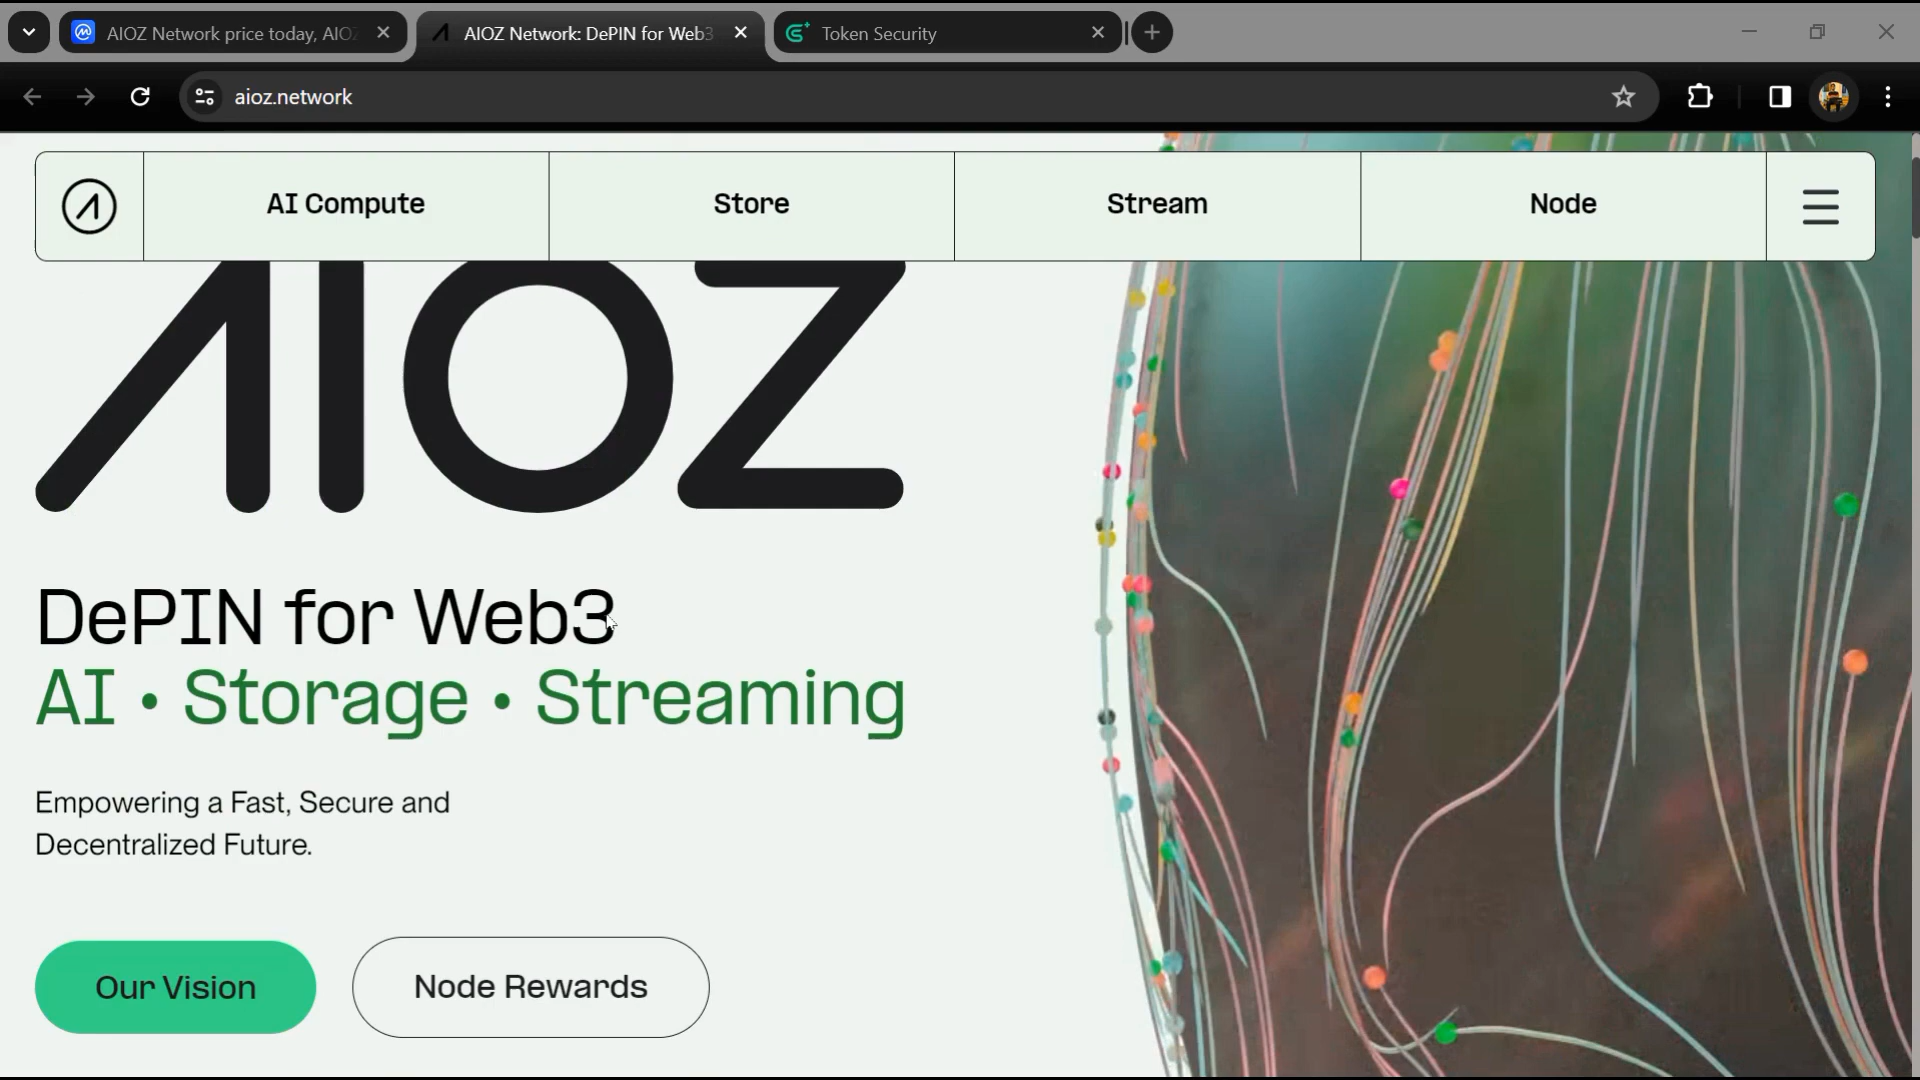 AIOZ Network price today, AIOZ
AIOZ Network: DePIN for Web3
Token Security
aioz.network
AI Compute
Store
Stream
Node
AIOZ
DePIN for Web3
AI • Storage • Streaming
Empowering a Fast, Secure and
Decentralized Future.
Our Vision
Node Rewards